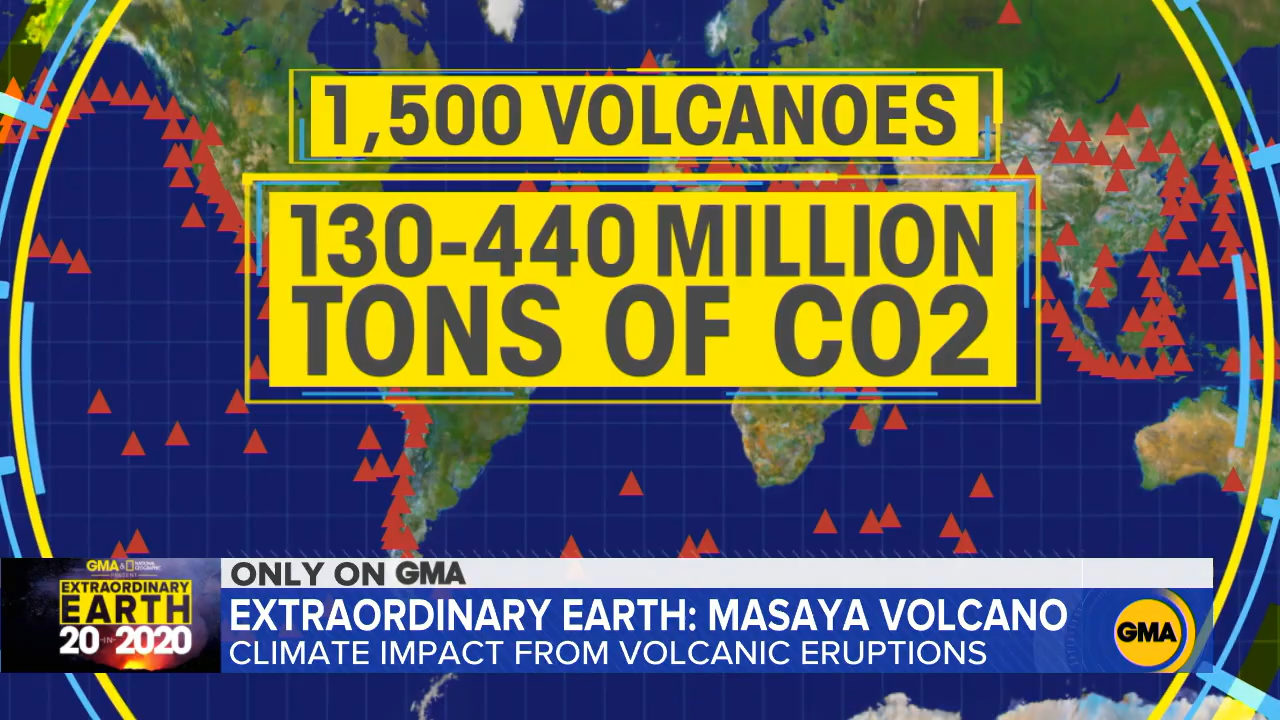 1,500 VOLCANOES
130-440 MILLION
TONS OF CO2
GMA & NATIONAL GEOGRAPHIC
PRESENT
EXTRAORDINARY
EARTH
20 IN 2020
ONLY ON GMA
EXTRAORDINARY EARTH: MASAYA VOLCANO
CLIMATE IMPACT FROM VOLCANIC ERUPTIONS
GMA